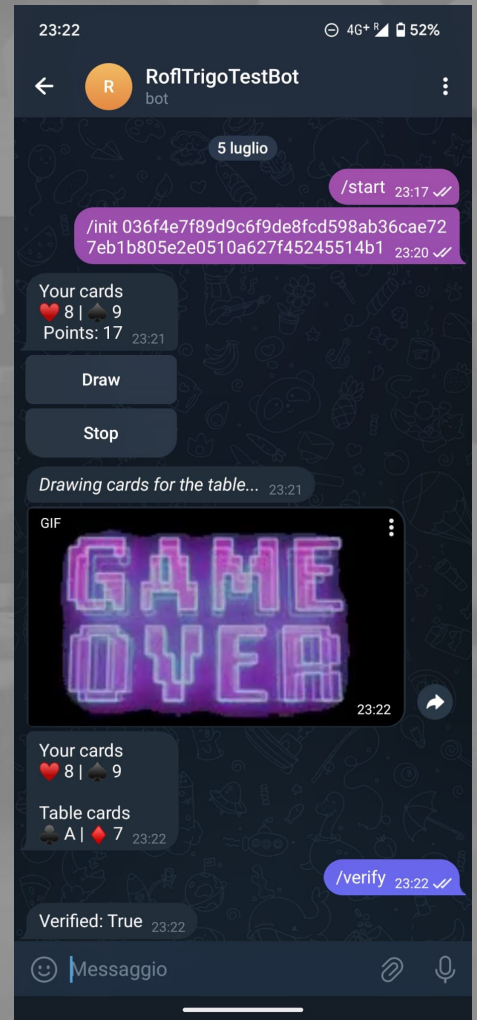 23:22 4G+ R 52%
R RoflTrigoTestBot
bot
5 luglio
/start 23:17
/init 036f4e7f89d9c6f9de8fcd598ab36cae72
7eb1b805e2e0510a627f45245514b1 23:20
Your cards
♥️ 8 | ♠️ 9
Points: 17 23:21
Draw
Stop
Drawing cards for the table... 23:21
GIF
GAME
OVER
23:22
Your cards
♥️ 8 | ♠️ 9
Table cards
♣️ A | ♦️ 7 23:22
/verify 23:22
Verified: True 23:22
Messaggio